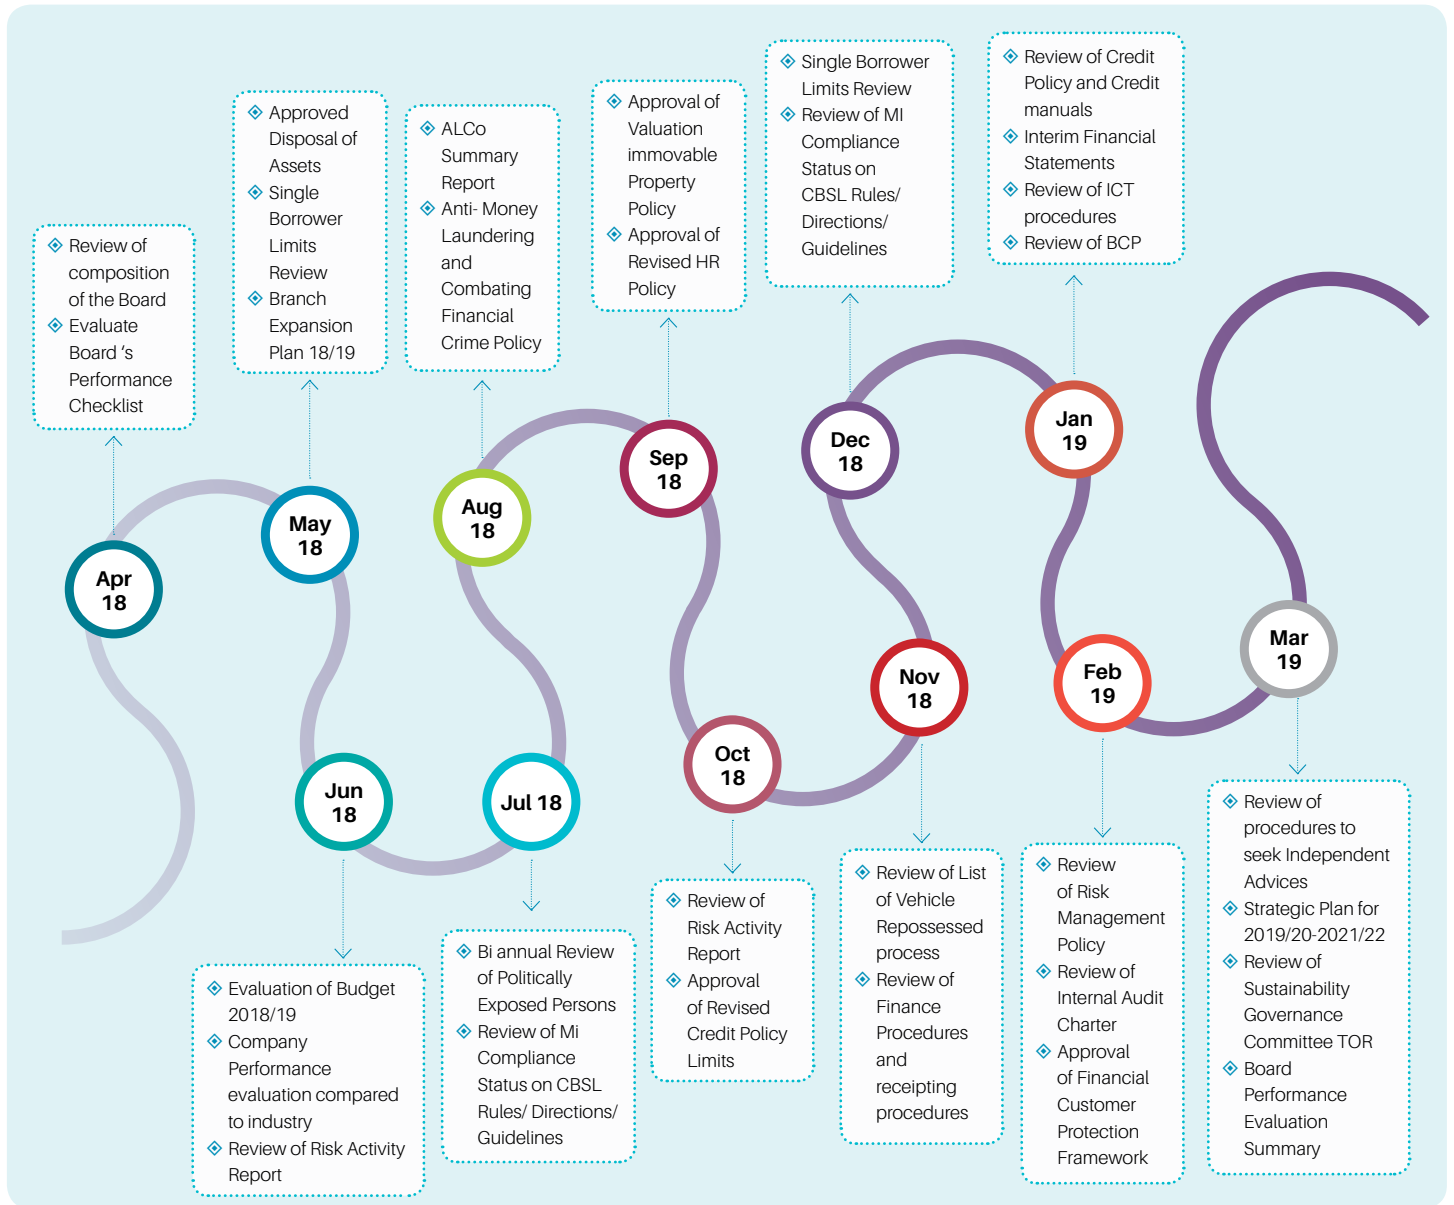 Apr
18
Review of
composition
of the Board
Evaluate
Board ‘s
Performance
Checklist
May
18
Approved
Disposal of
Assets
Single
Borrower
Limits
Review
Branch
Expansion
Plan 18/19
Jun
18
Evaluation of Budget
2018/19
Company
Performance
evaluation compared
to industry
Review of Risk Activity
Report
Jul 18
Bi annual Review
of Politically
Exposed Persons
Review of Mi
Compliance
Status on CBSL
Rules/ Directions/
Guidelines
Aug
18
ALCo
Summary
Report
Anti- Money
Laundering
and
Combating
Financial
Crime Policy
Sep
18
Approval of
Valuation
immovable
Property
Policy
Approval of
Revised HR
Policy
Oct
18
Review of
Risk Activity
Report
Approval
of Revised
Credit Policy
Limits
Nov
18
Review of List
of Vehicle
Repossessed
process
Review of
Finance
Procedures
and
receipting
procedures
Dec
18
Single Borrower
Limits Review
Review of MI
Compliance
Status on
CBSL Rules/
Directions/
Guidelines
Jan
19
Review of Credit
Policy and Credit
manuals
Interim Financial
Statements
Review of ICT
procedures
Review of BCP
Feb
19
Review
of Risk
Management
Policy
Review of
Internal Audit
Charter
Approval
of Financial
Customer
Protection
Framework
Mar
19
Review of
procedures to
seek Independent
Advices
Strategic Plan for
2019/20-2021/22
Review of
Sustainability
Governance
Committee TOR
Board
Performance
Evaluation
Summary